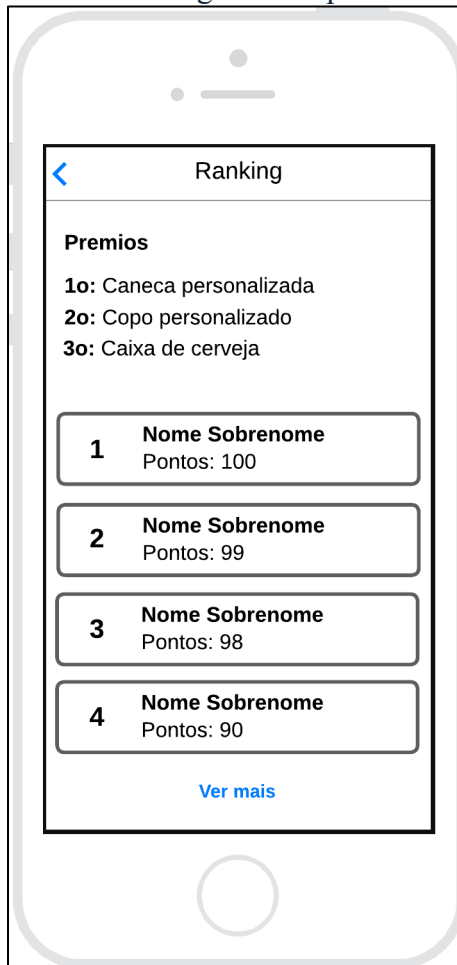 Ranking
Premios
1o: Caneca personalizada
2o: Copo personalizado
3o: Caixa de cerveja
1
Nome Sobrenome
Pontos: 100
2
Nome Sobrenome
Pontos: 99
3
Nome Sobrenome
Pontos: 98
4
Nome Sobrenome
Pontos: 90
Ver mais